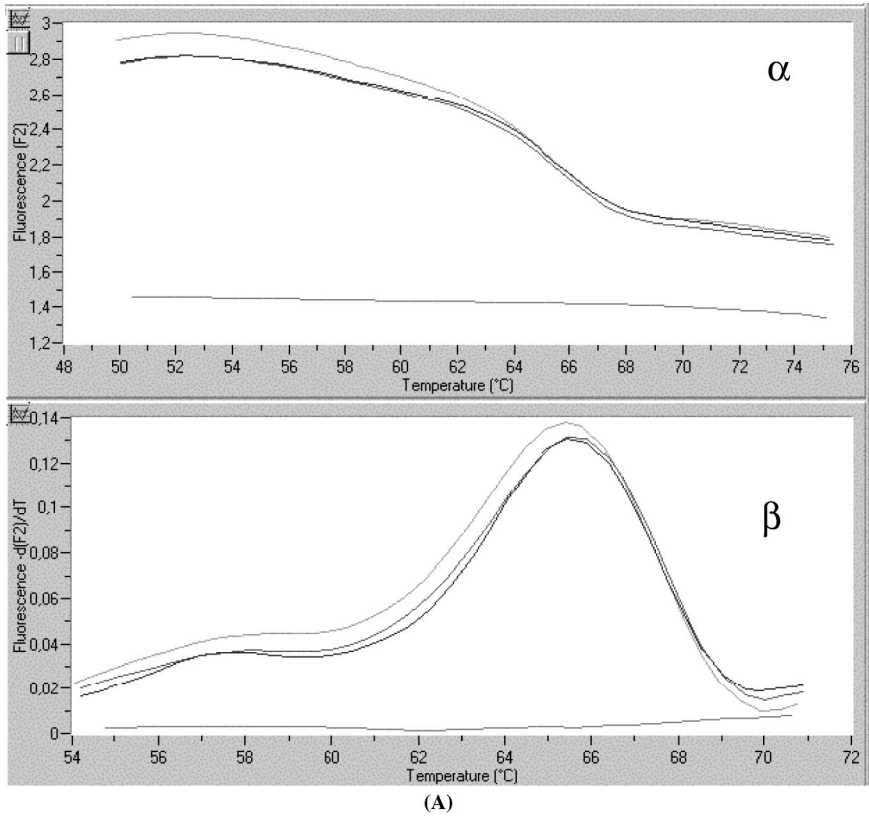 3
2,8
2,6
2,4
2,2
2
1,8
1,6
1,4
1,2
Fluorescence (F2)
α
48 50 52 54 56 58 60 62 64 66 68 70 72 74 76
Temperature (°C)
0,14
0,12
0,1
0,08
0,06
0,04
0,02
0
Fluorescence -d(F2)/dT
β
54 56 58 60 62 64 66 68 70 72
Temperature (°C)
(A)